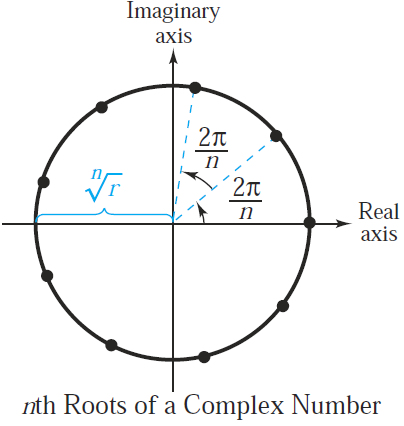 Imaginary
axis
2π
n
2π
n
ⁿ√r
Real
axis
nth Roots of a Complex Number